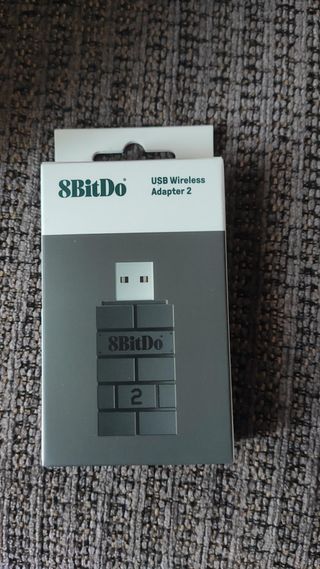 8BitDo
USB Wireless
Adapter 2
8BitDo
2